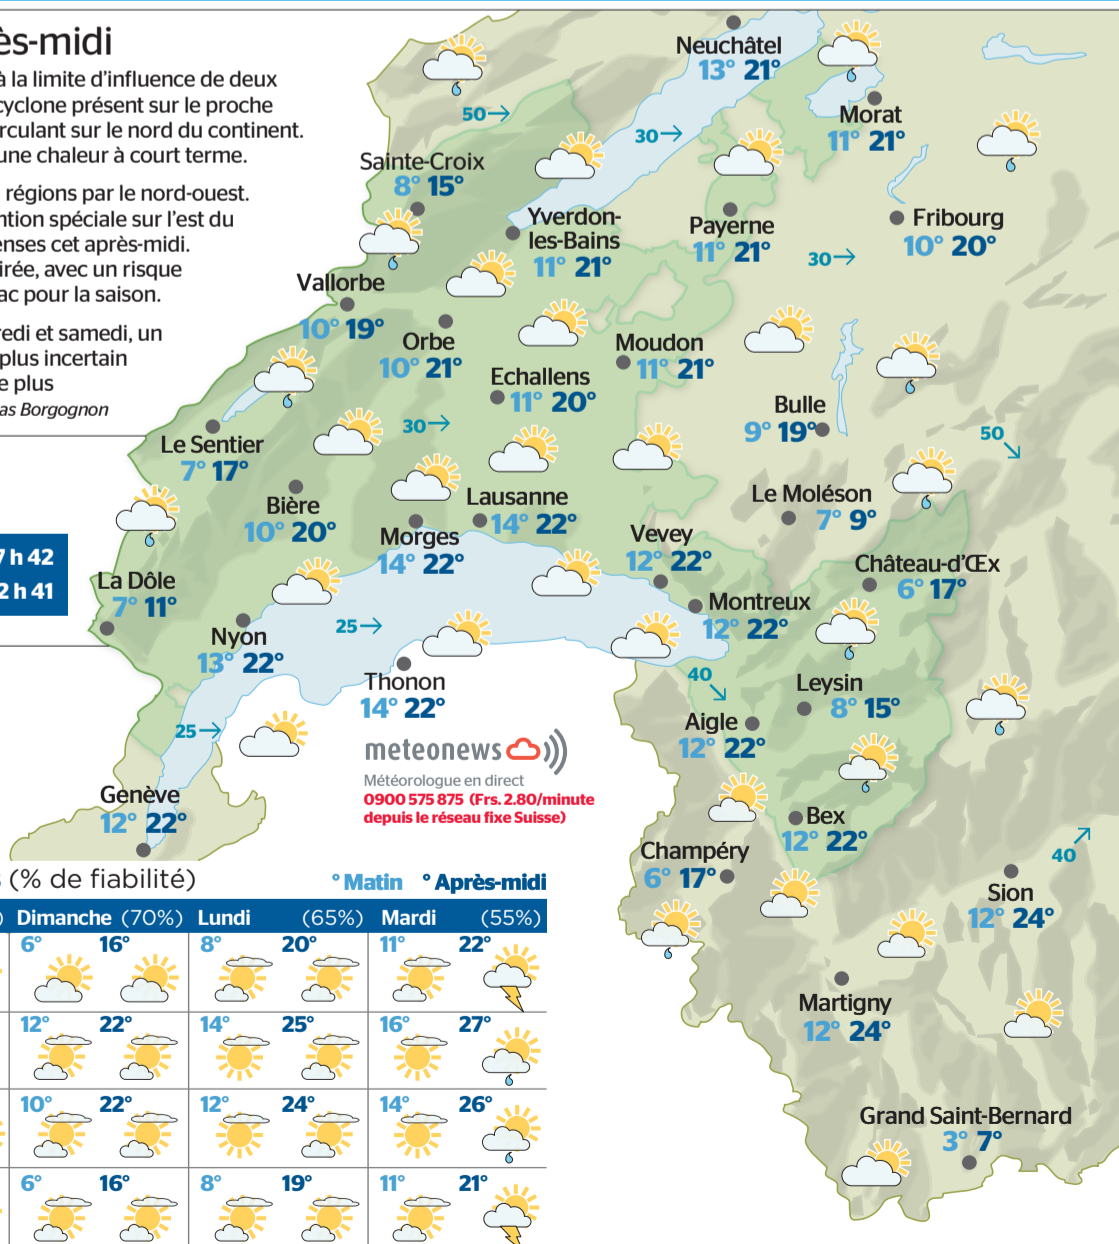 ès-midi
à la limite d’influence de deux
cyclone présent sur le proche
rculant sur le nord du continent.
une chaleur à court terme.
régions par le nord-ouest.
ntion spéciale sur l’est du
enses cet après-midi.
irée, avec un risque
ac pour la saison.
redi et samedi, un
plus incertain
e plus
as Borgognon
7 h 42
2 h 41
Neuchâtel
13° 21°
50→
30→
Morat
11° 21°
Sainte-Croix
8° 15°
Yverdon-
les-Bains
11° 21°
Payerne
11° 21°
Fribourg
10° 20°
30→
Vallorbe
10° 19°
Orbe
10° 21°
Moudon
11° 21°
Echallens
11° 20°
Bulle
9° 19°
30→
50
Le Sentier
7° 17°
Bière
10° 20°
Lausanne
14° 22°
Le Moléson
7° 9°
Morges
14° 22°
Vevey
12° 22°
Château-d’Œx
6° 17°
La Dôle
7° 11°
Montreux
12° 22°
Nyon
13° 22°
25→
Thonon
14° 22°
40
Leysin
8° 15°
Aigle
12° 22°
25→
meteonews
Météorologue en direct
0900 575 875 (Frs. 2.80/minute
depuis le réseau fixe Suisse)
Genève
12° 22°
Bex
12° 22°
40
Champéry
6° 17°
Sion
12° 24°
Martigny
12° 24°
Grand Saint-Bernard
3° 7°
(% de fiabilité)
° Matin ° Après-midi
) Dimanche (70%) Lundi (65%) Mardi (55%)
6° 16° 8° 20° 11° 22°
12° 22° 14° 25° 16° 27°
10° 22° 12° 24° 14° 26°
6° 16° 8° 19° 11° 21°